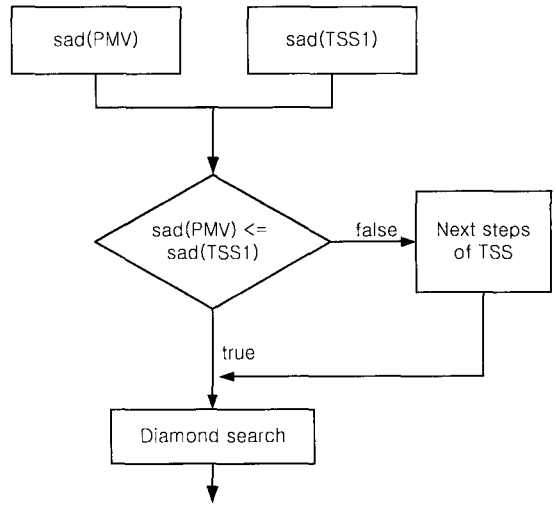 sad(PMV)
sad(TSS1)
sad(PMV) <=
sad(TSS1)
false
Next steps
of TSS
true
Diamond search